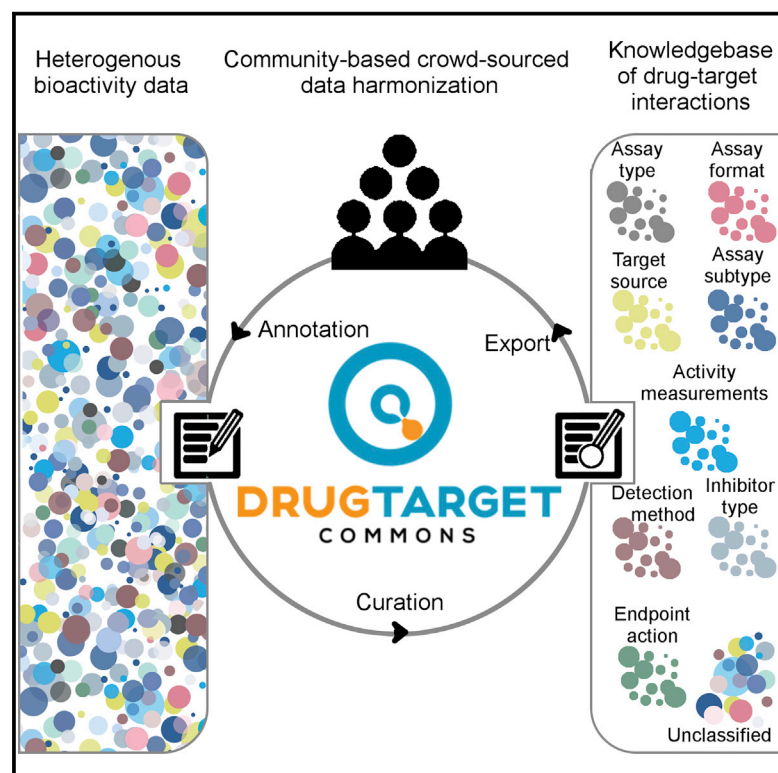 Heterogenous
bioactivity data
Community-based crowd-sourced
data harmonization
Knowledgebase
of drug-target
interactions
Annotation
Export
DRUGTARGET
COMMONS
Curation
Assay
type
Assay
format
Target
source
Assay
subtype
Activity
measurements
Detection
method
Inhibitor
type
Endpoint
action
Unclassified